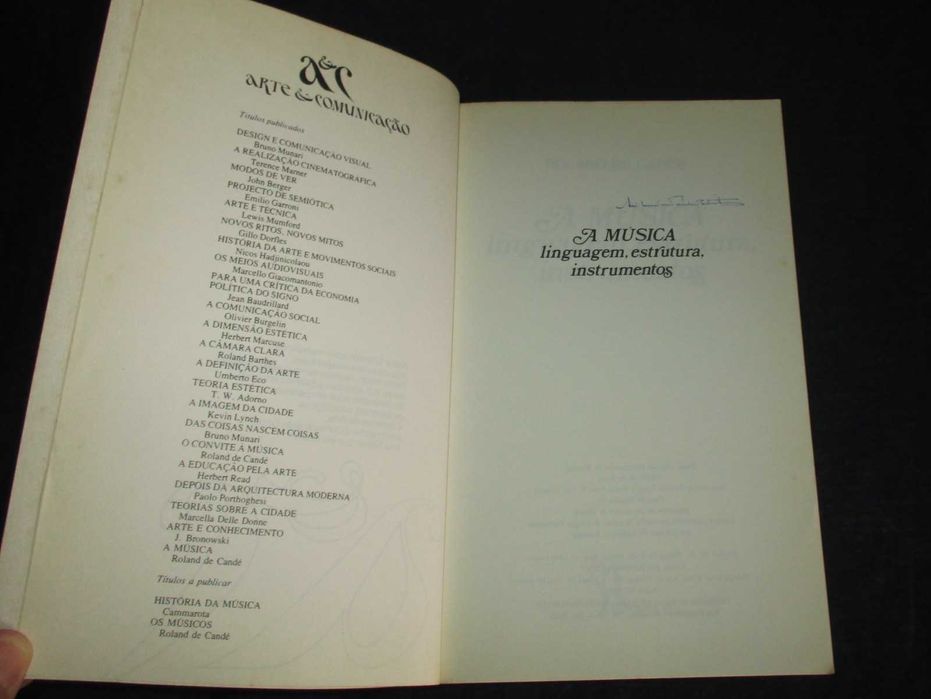 A&C
ARTE & COMUNICAÇÃO
Títulos publicados
DESIGN E COMUNICAÇÃO VISUAL
Bruno Munari
A REALIZAÇÃO CINEMATOGRÁFICA
Terence Marner
MODOS DE VER
John Berger
PROJECTO DE SEMIÓTICA
Emilio Garroni
ARTE E TÉCNICA
Lewis Mumford
NOVOS RITOS, NOVOS MITOS
Gillo Dorfles
HISTÓRIA DA ARTE E MOVIMENTOS SOCIAIS
Nicos Hadjinicolaou
OS MEIOS AUDIOVISUAIS
Marcello Giacomantonio
PARA UMA CRÍTICA DA ECONOMIA
POLÍTICA DO SIGNO
Jean Baudrillard
A COMUNICAÇÃO SOCIAL
Olivier Burgelin
A DIMENSÃO ESTÉTICA
Herbert Marcuse
A CÂMARA CLARA
Roland Barthes
A DEFINIÇÃO DA ARTE
Umberto Eco
TEORIA ESTÉTICA
T. W. Adorno
A IMAGEM DA CIDADE
Kevin Lynch
DAS COISAS NASCEM COISAS
Bruno Munari
O CONVITE À MÚSICA
Roland de Candé
A EDUCAÇÃO PELA ARTE
Herbert Read
DEPOIS DA ARQUITECTURA MODERNA
Paolo Porthoghesi
TEORIAS SOBRE A CIDADE
Marcella Delle Donne
ARTE E CONHECIMENTO
J. Bronowski
A MÚSICA
Roland de Candé
Títulos a publicar
HISTÓRIA DA MÚSICA
Cammarota
OS MÚSICOS
Roland de Candé
A MÚSICA
linguagem, estrutura,
instrumentos